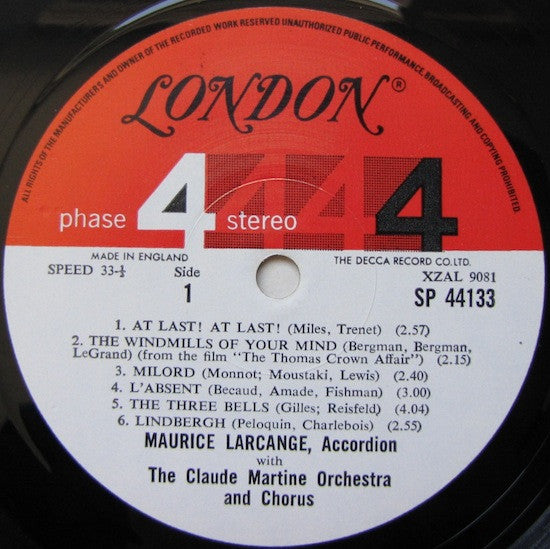 ALL RIGHTS OF THE MANUFACTURERS AND OWNER OF THE RECORDED WORK RESERVED UNAUTHORIZED PUBLIC PERFORMANCE, BROADCASTING AND COPYING PROHIBITED.
LONDON®
phase 4 stereo 444 4
MADE IN ENGLAND
THE DECCA RECORD CO. LTD.
SPEED 33-⅓
Side
1
XZAL 9081
SP 44133
1. AT LAST! AT LAST! (Miles, Trenet) (2.57)
2. THE WINDMILLS OF YOUR MIND (Bergman, Bergman,
LeGrand) (from the film "The Thomas Crown Affair") (2.15)
3. MILORD (Monnot; Moustaki, Lewis) (2.40)
4. L'ABSENT (Becaud, Amade, Fishman) (3.00)
5. THE THREE BELLS (Gilles; Reisfeld) (4.04)
6. LINDBERGH (Peloquin, Charlebois) (2.55)
MAURICE LARCANGE, Accordion
with
The Claude Martine Orchestra
and Chorus